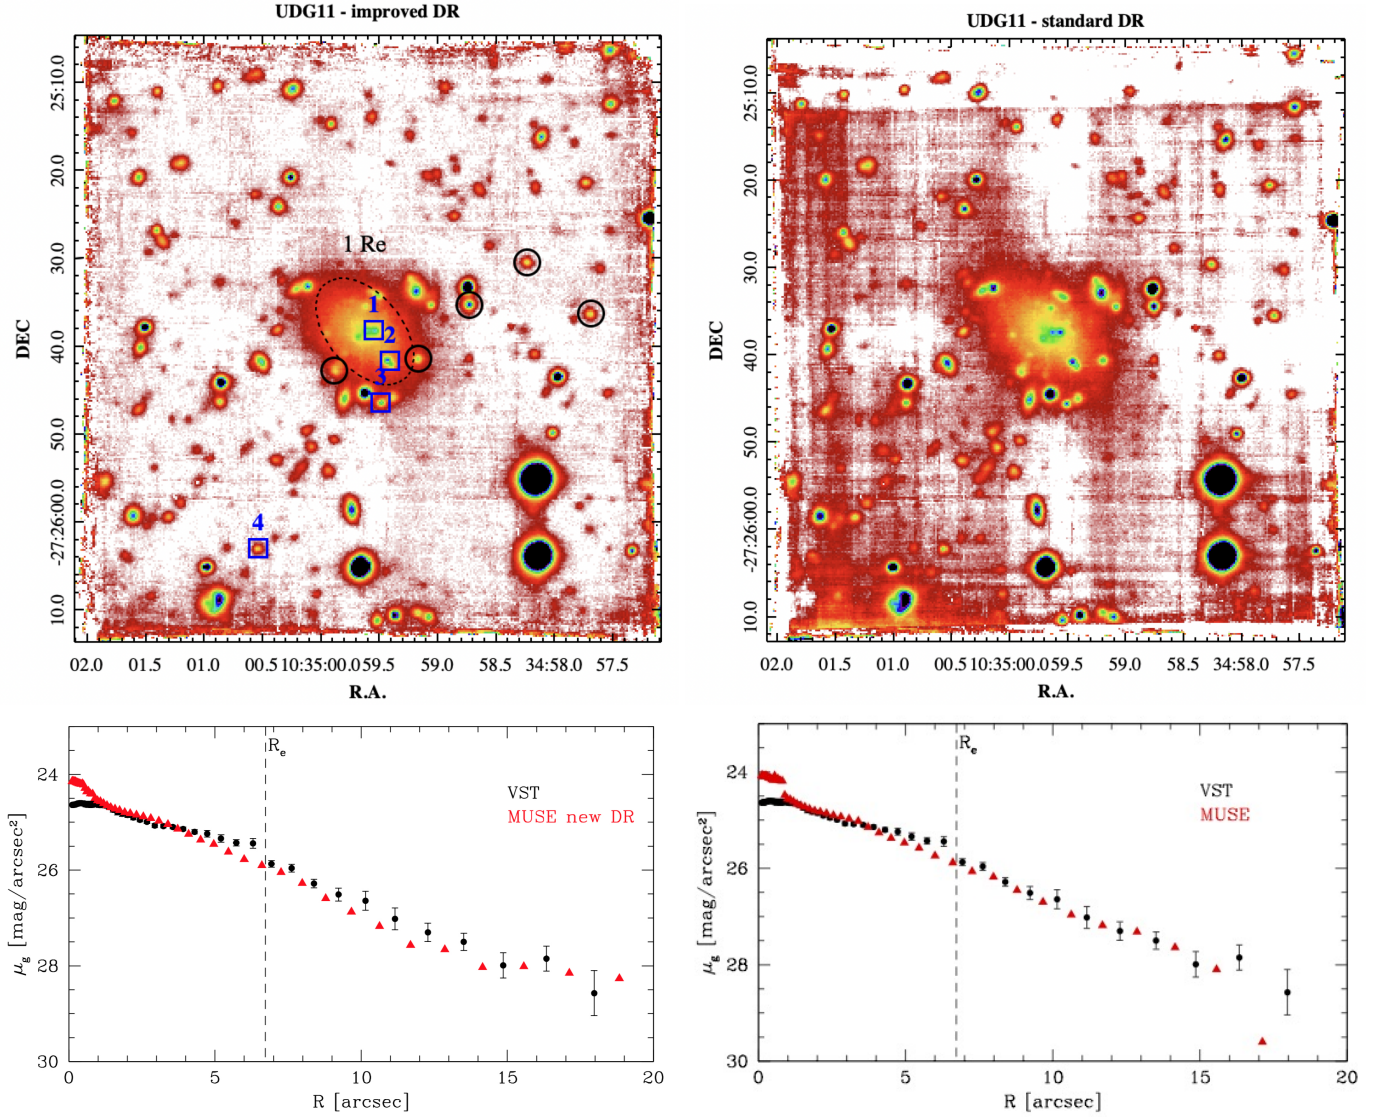 UDG11 - improved DR
UDG11 - standard DR
25:10.0
20.0
30.0
40.0
50.0
-27:26:00.0
10.0
DEC
1 Re
1
2
3
4
02.0 01.5 01.0 00.5 10:35:00.0 59.5 59.0 58.5 34:58.0 57.5
R.A.
25:10.0
20.0
30.0
40.0
50.0
-27:26:00.0
10.0
DEC
02.0 01.5 01.0 00.5 10:35:00.0 59.5 59.0 58.5 34:58.0 57.5
R.A.
24
26
28
30
μg [mag/arcsec²]
Re
VST
MUSE new DR
0 5 10 15 20
R [arcsec]
24
26
28
30
μg [mag/arcsec²]
Re
VST
MUSE
0 5 10 15 20
R [arcsec]